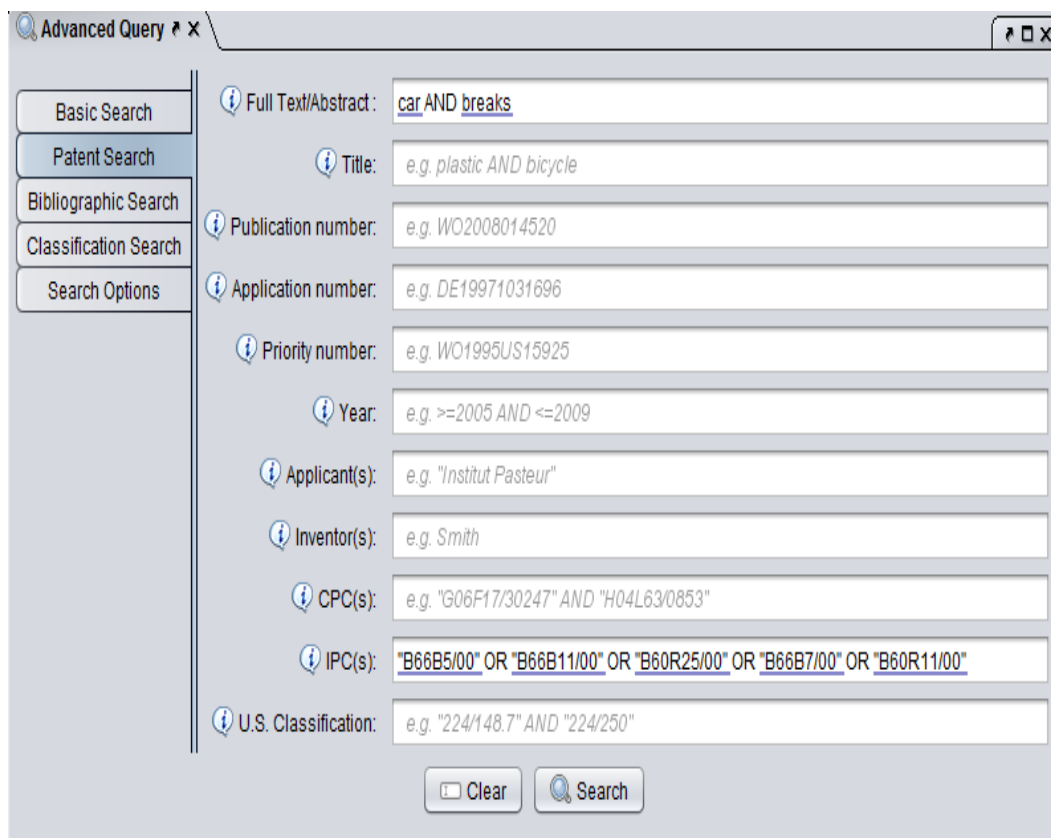 Advanced Query
Basic Search
Patent Search
Bibliographic Search
Classification Search
Search Options
Full Text/Abstract : car AND breaks
Title: e.g. plastic AND bicycle
Publication number: e.g. WO2008014520
Application number: e.g. DE19971031696
Priority number: e.g. WO1995US15925
Year: e.g. >=2005 AND <=2009
Applicant(s): e.g. "Institut Pasteur"
Inventor(s): e.g. Smith
CPC(s): e.g. "G06F17/30247" AND "H04L63/0853"
IPC(s): "B66B5/00" OR "B66B11/00" OR "B60R25/00" OR "B66B7/00" OR "B60R11/00"
U.S. Classification: e.g. "224/148.7" AND "224/250"
Clear Search